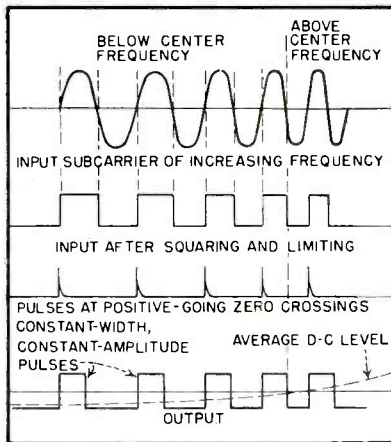 BELOW CENTER
FREQUENCY
ABOVE
CENTER
FREQUENCY
INPUT SUBCARRIER OF INCREASING FREQUENCY
INPUT AFTER SQUARING AND LIMITING
PULSES AT POSITIVE-GOING ZERO CROSSINGS
CONSTANT-WIDTH,
CONSTANT-AMPLITUDE
PULSES
AVERAGE D-C LEVEL
OUTPUT